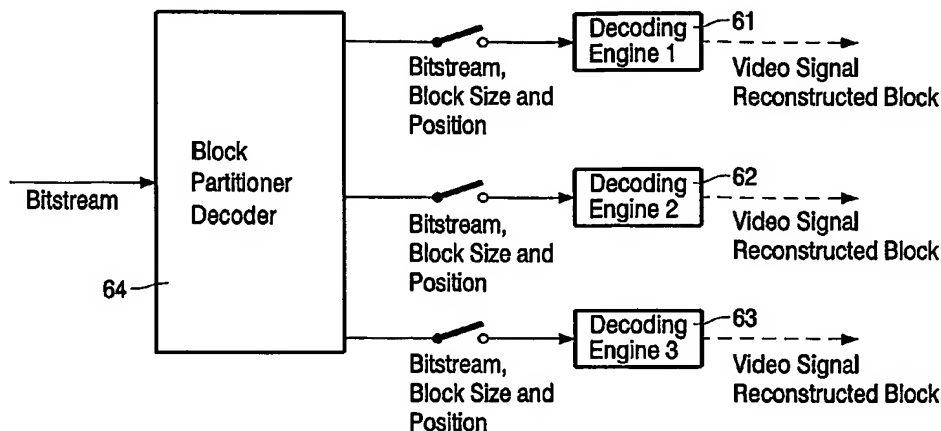 Decoding
Engine 1
61
Bitstream,
Block Size and
Position
Video Signal
Reconstructed Block
Bitstream
Block
Partitioner
Decoder
64
Decoding
Engine 2
62
Bitstream,
Block Size and
Position
Video Signal
Reconstructed Block
Decoding
Engine 3
63
Bitstream,
Block Size and
Position
Video Signal
Reconstructed Block